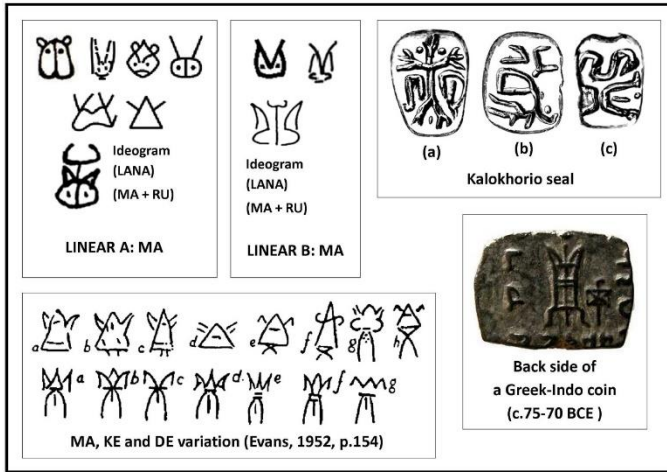 Ideogram
(LANA)
(MA + RU)
LINEAR A: MA
Ideogram
(LANA)
(MA + RU)
LINEAR B: MA
(a)
(b)
(c)
Kalokhorio seal
a b c d e f g h
a b c d e f g
MA, KE and DE variation (Evans, 1952, p.154)
Back side of
a Greek-Indo coin
(c.75-70 BCE )